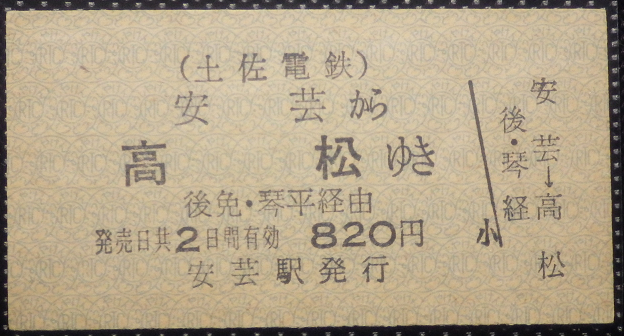 (土佐電鉄)
安芸から
高松ゆき
後免・琴平経由
発売日共2日間有効 820円
安芸駅発行
小
安芸→高松
後・琴経